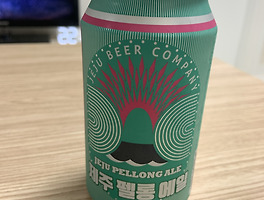 JEJU BEER COMPANY
JEJU PELLONG ALE
제주 펠롱 에일